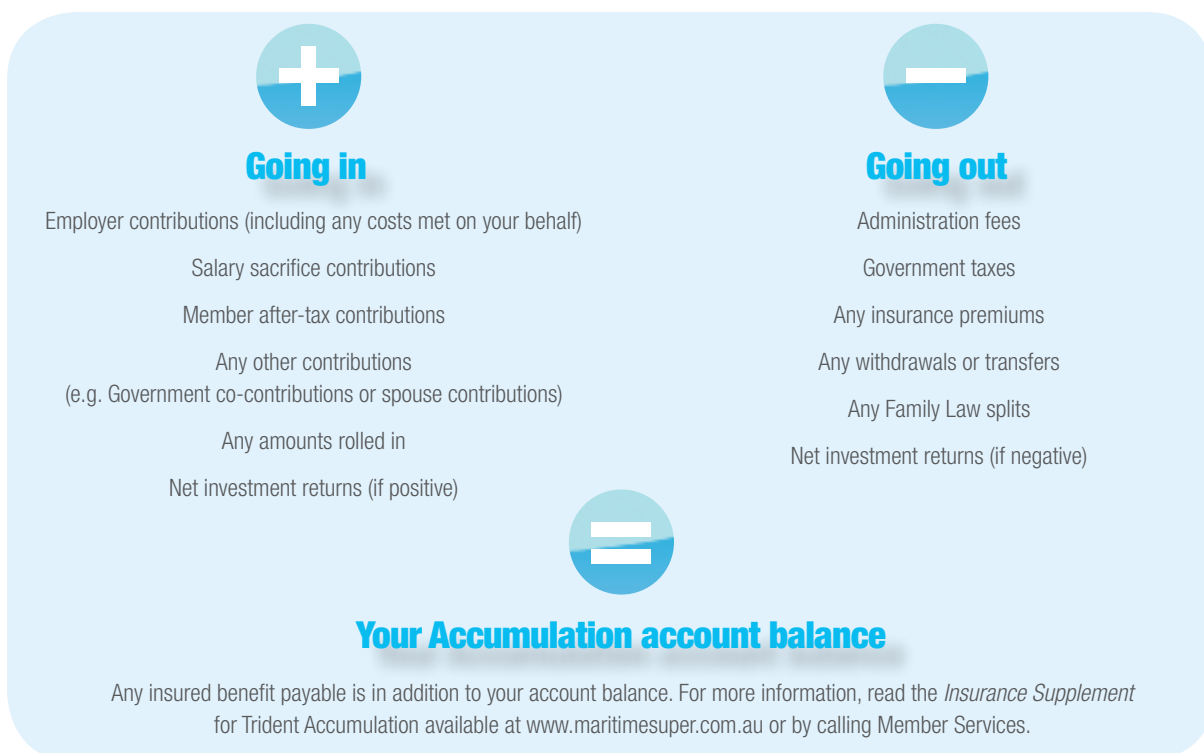 Going in
Employer contributions (including any costs met on your behalf)
Salary sacrifice contributions
Member after-tax contributions
Any other contributions
(e.g. Government co-contributions or spouse contributions)
Any amounts rolled in
Net investment returns (if positive)
Going out
Administration fees
Government taxes
Any insurance premiums
Any withdrawals or transfers
Any Family Law splits
Net investment returns (if negative)
Your Accumulation account balance
Any insured benefit payable is in addition to your account balance. For more information, read the Insurance Supplement
for Trident Accumulation available at www.maritimesuper.com.au or by calling Member Services.